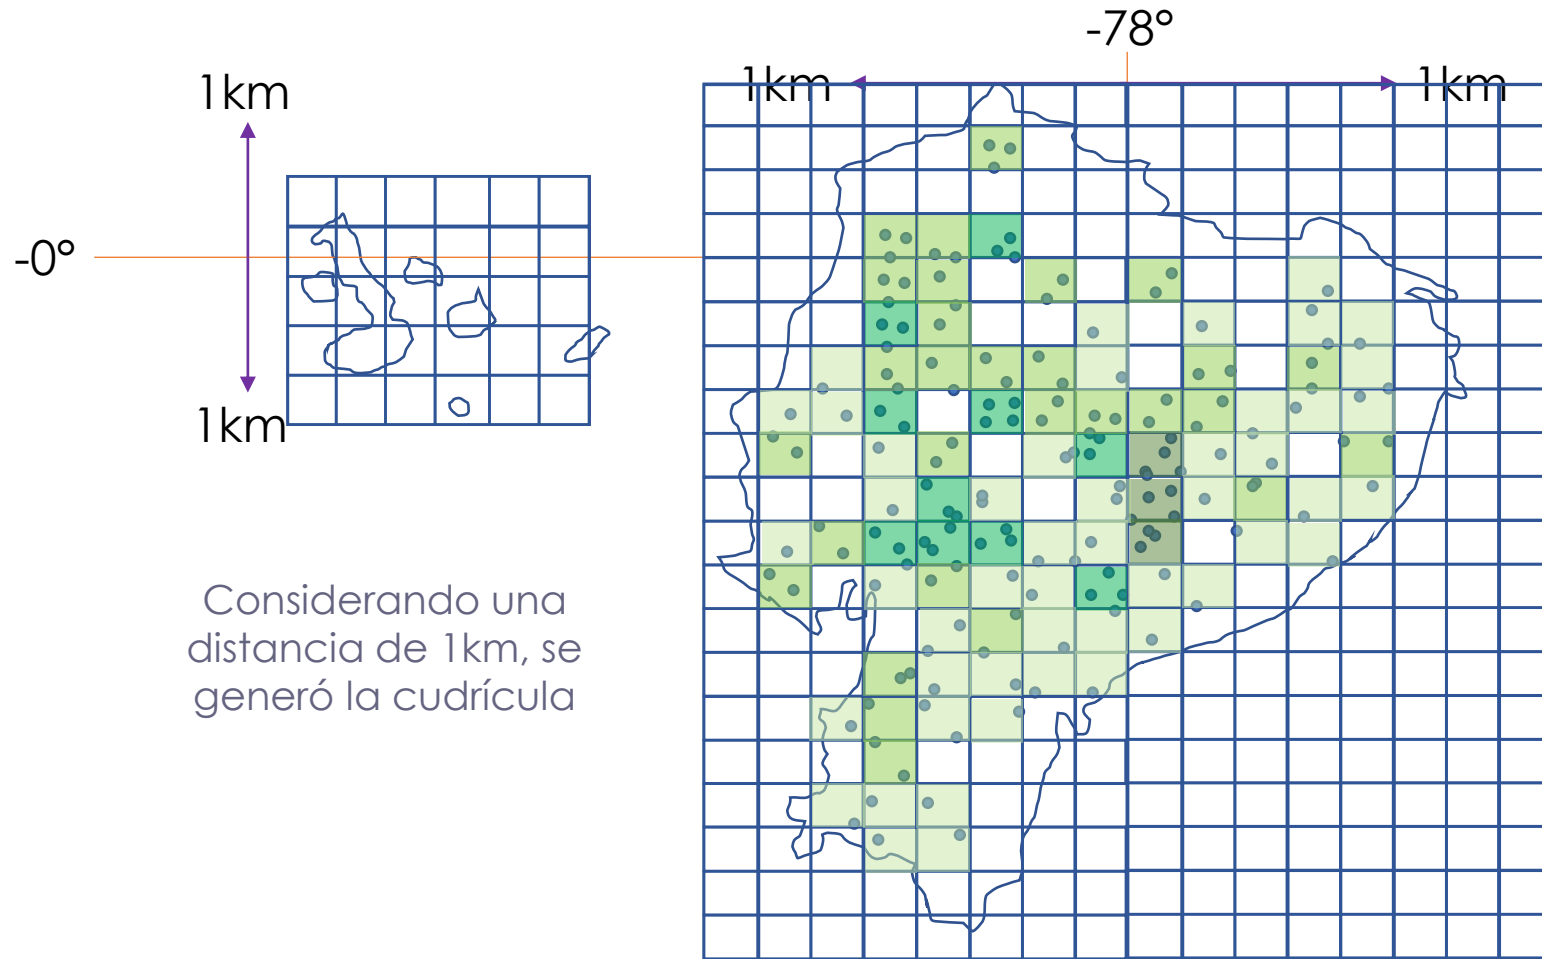 -78°
1km
1km
1km
-0°
1km
Considerando una
distancia de 1km, se
generó la cudrícula